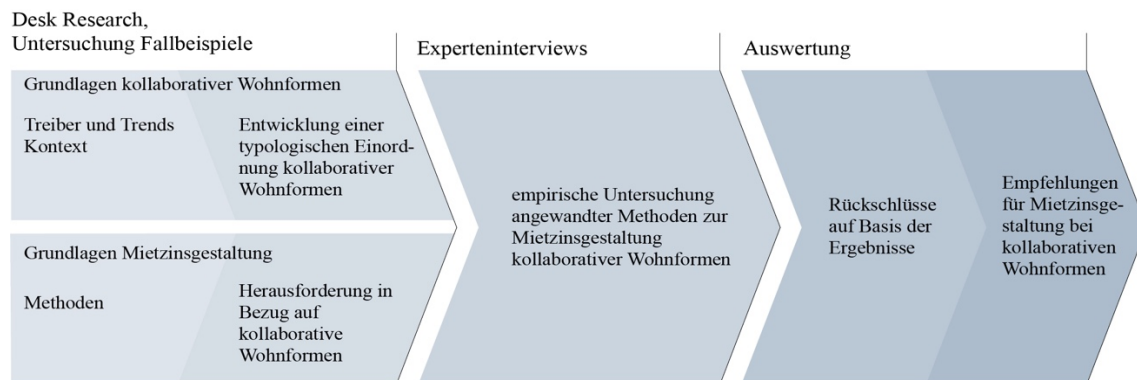 Desk Research,
Untersuchung Fallbeispiele
Experteninterviews
Auswertung
Grundlagen kollaborativer Wohnformen
Treiber und Trends
Kontext
Entwicklung einer
typologischen Einord-
nung kollaborativer
Wohnformen
Grundlagen Mietzinsgestaltung
Methoden
Herausforderung in
Bezug auf
kollaborative
Wohnformen
empirische Untersuchung
angewandter Methoden zur
Mietzinsgestaltung
kollaborativer Wohnformen
Rückschlüsse
auf Basis der
Ergebnisse
Empfehlungen
für Mietzinsge-
staltung bei
kollaborativen
Wohnformen